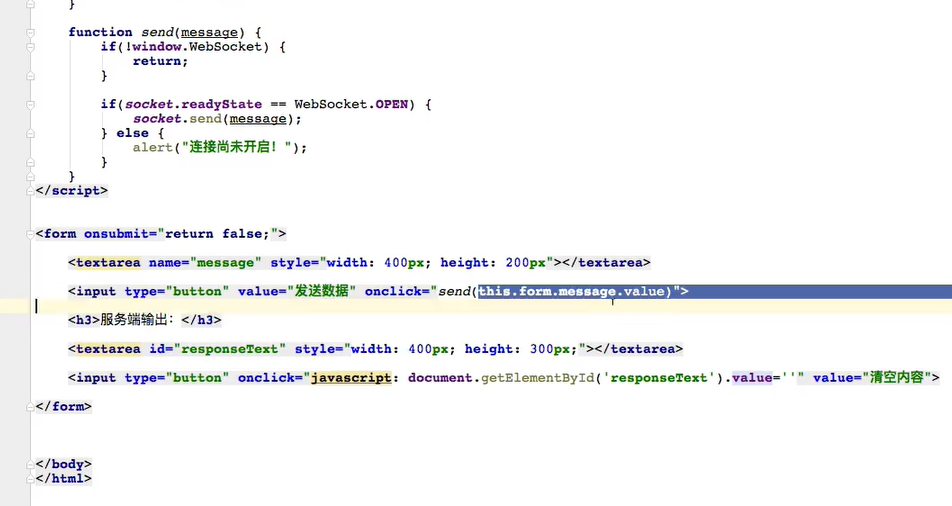 }
function send(message) {
if(!window.WebSocket) {
return;
}
if(socket.readyState == WebSocket.OPEN) {
socket.send(message);
} else {
alert("连接尚未开启！");
}
}
</script>
<form onsubmit="return false;">
<textarea name="message" style="width: 400px; height: 200px"></textarea>
<input type="button" value="发送数据" onclick="send(this.form.message.value)">
<h3>服务端输出：</h3>
<textarea id="responseText" style="width: 400px; height: 300px;"></textarea>
<input type="button" onclick="javascript: document.getElementById('responseText').value=''" value="清空内容">
</form>
</body>
</html>